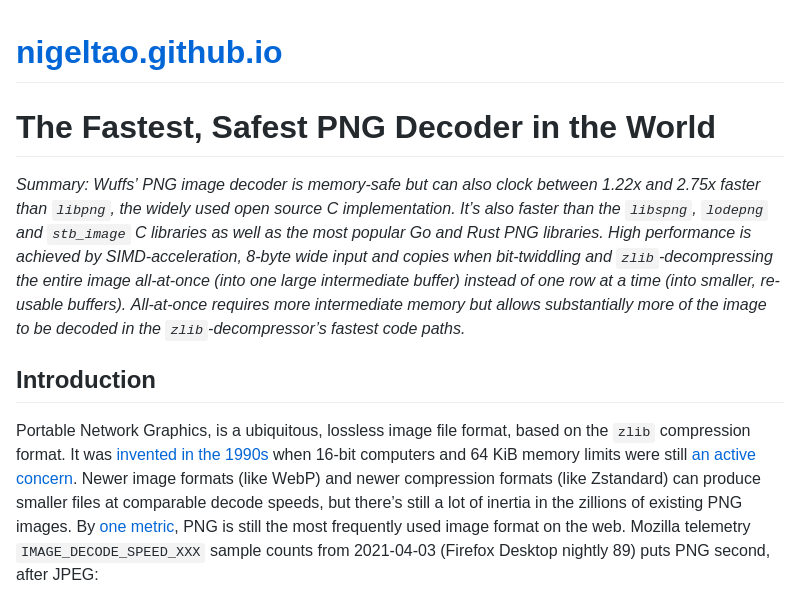 nigeltao.github.io
The Fastest, Safest PNG Decoder in the World
Summary: Wuffs’ PNG image decoder is memory-safe but can also clock between 1.22x and 2.75x faster
than libpng, the widely used open source C implementation. It’s also faster than the libspng, lodepng
and stb_image C libraries as well as the most popular Go and Rust PNG libraries. High performance is
achieved by SIMD-acceleration, 8-byte wide input and copies when bit-twiddling and zlib-decompressing
the entire image all-at-once (into one large intermediate buffer) instead of one row at a time (into smaller, re-
usable buffers). All-at-once requires more intermediate memory but allows substantially more of the image
to be decoded in the zlib-decompressor’s fastest code paths.
Introduction
Portable Network Graphics, is a ubiquitous, lossless image file format, based on the zlib compression
format. It was invented in the 1990s when 16-bit computers and 64 KiB memory limits were still an active
concern. Newer image formats (like WebP) and newer compression formats (like Zstandard) can produce
smaller files at comparable decode speeds, but there’s still a lot of inertia in the zillions of existing PNG
images. By one metric, PNG is still the most frequently used image format on the web. Mozilla telemetry
IMAGE_DECODE_SPEED_XXX sample counts from 2021-04-03 (Firefox Desktop nightly 89) puts PNG second,
after JPEG: